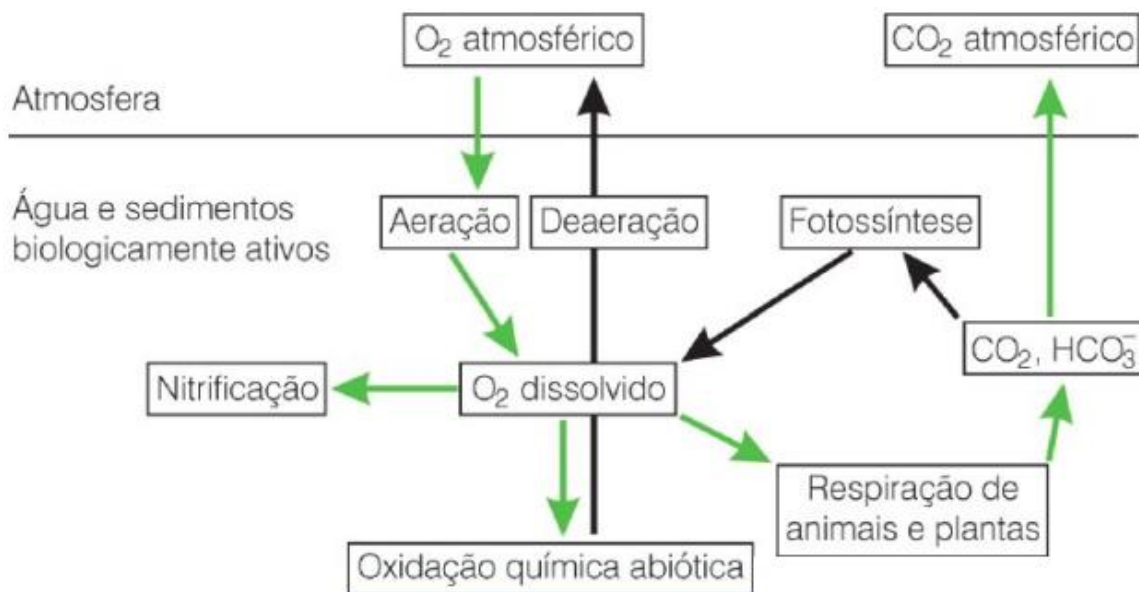 O₂ atmosférico
CO₂ atmosférico
Atmosfera
Água e sedimentos
biologicamente ativos
Aeração
Deaeração
Fotossíntese
CO₂, HCO₃⁻
Nitrificação
O₂ dissolvido
Respiração de
animais e plantas
Oxidação química abiótica